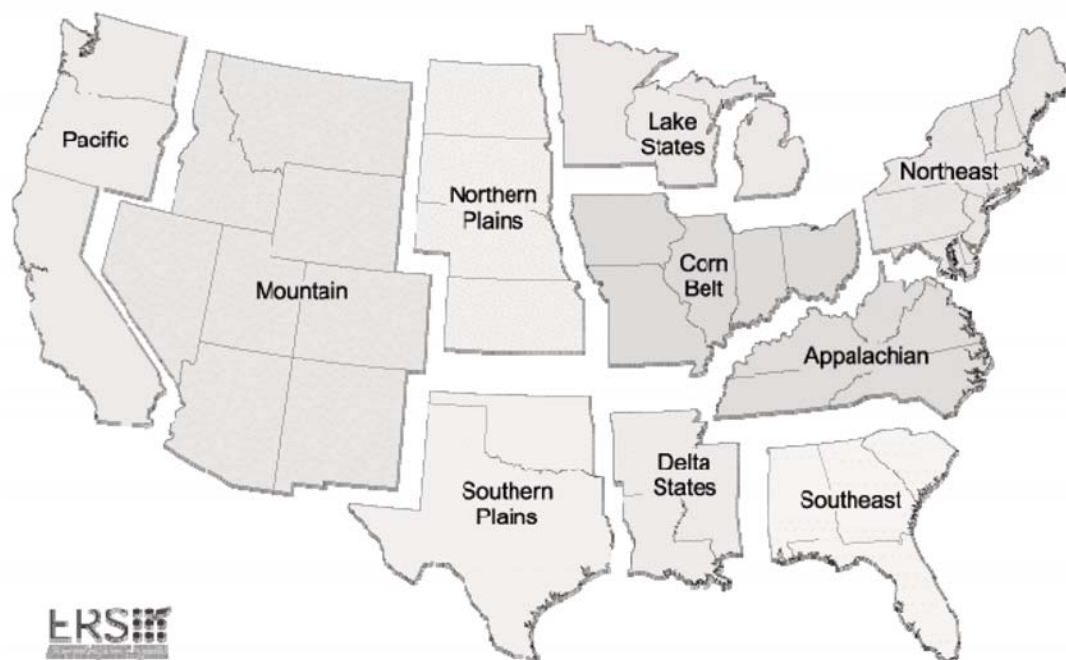 Pacific
Mountain
Northern
Plains
Lake
States
Corn
Belt
Northeast
Appalachian
Southern
Plains
Delta
States
Southeast
ERS